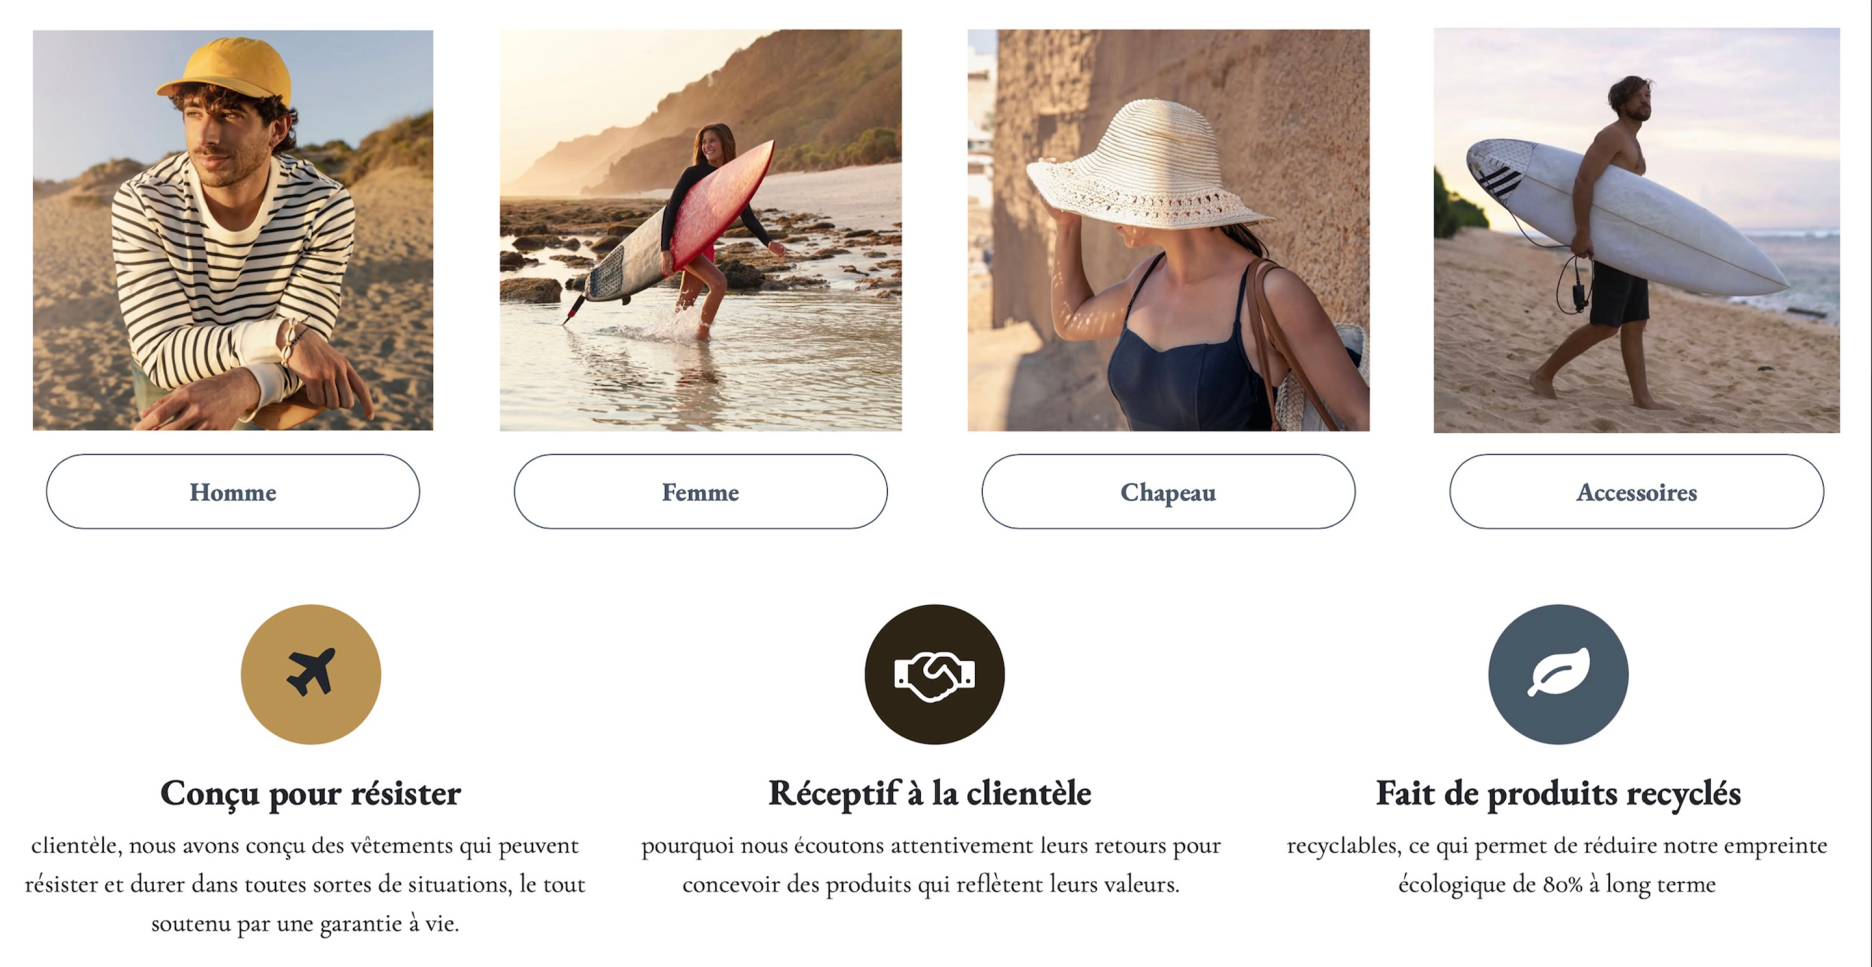 Homme
Femme
Chapeau
Accessoires
Conçu pour résister
clientèle, nous avons conçu des vêtements qui peuvent
résister et durer dans toutes sortes de situations, le tout
soutenu par une garantie à vie.
Réceptif à la clientèle
pourquoi nous écoutons attentivement leurs retours pour
concevoir des produits qui reflètent leurs valeurs.
Fait de produits recyclés
recyclables, ce qui permet de réduire notre empreinte
écologique de 80% à long terme